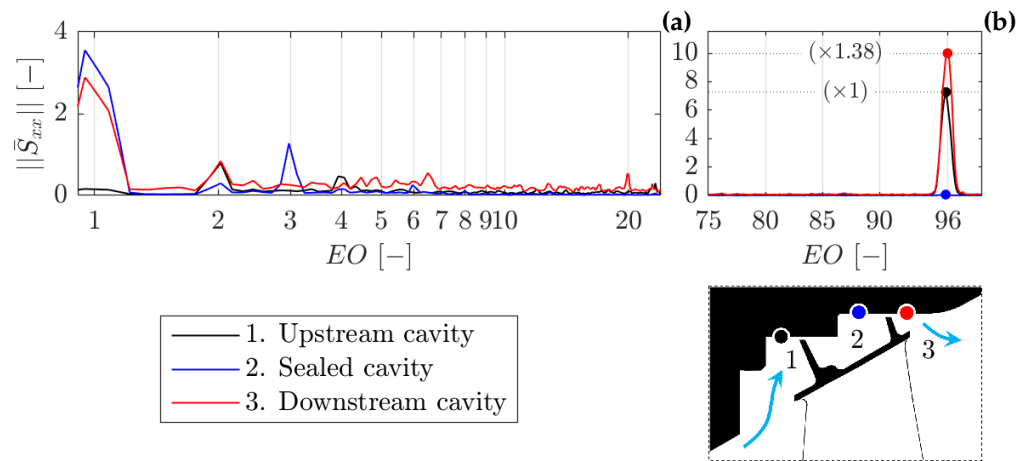 (a)
(b)
4
2
0
||S̃ₓₓ|| [−]
1 2 3 4 5 6 7 8 9 10 20
EO [−]
10
8
6
4
2
0
(×1.38)
(×1)
75 80 85 90 96
EO [−]
1. Upstream cavity
2. Sealed cavity
3. Downstream cavity
1
2
3